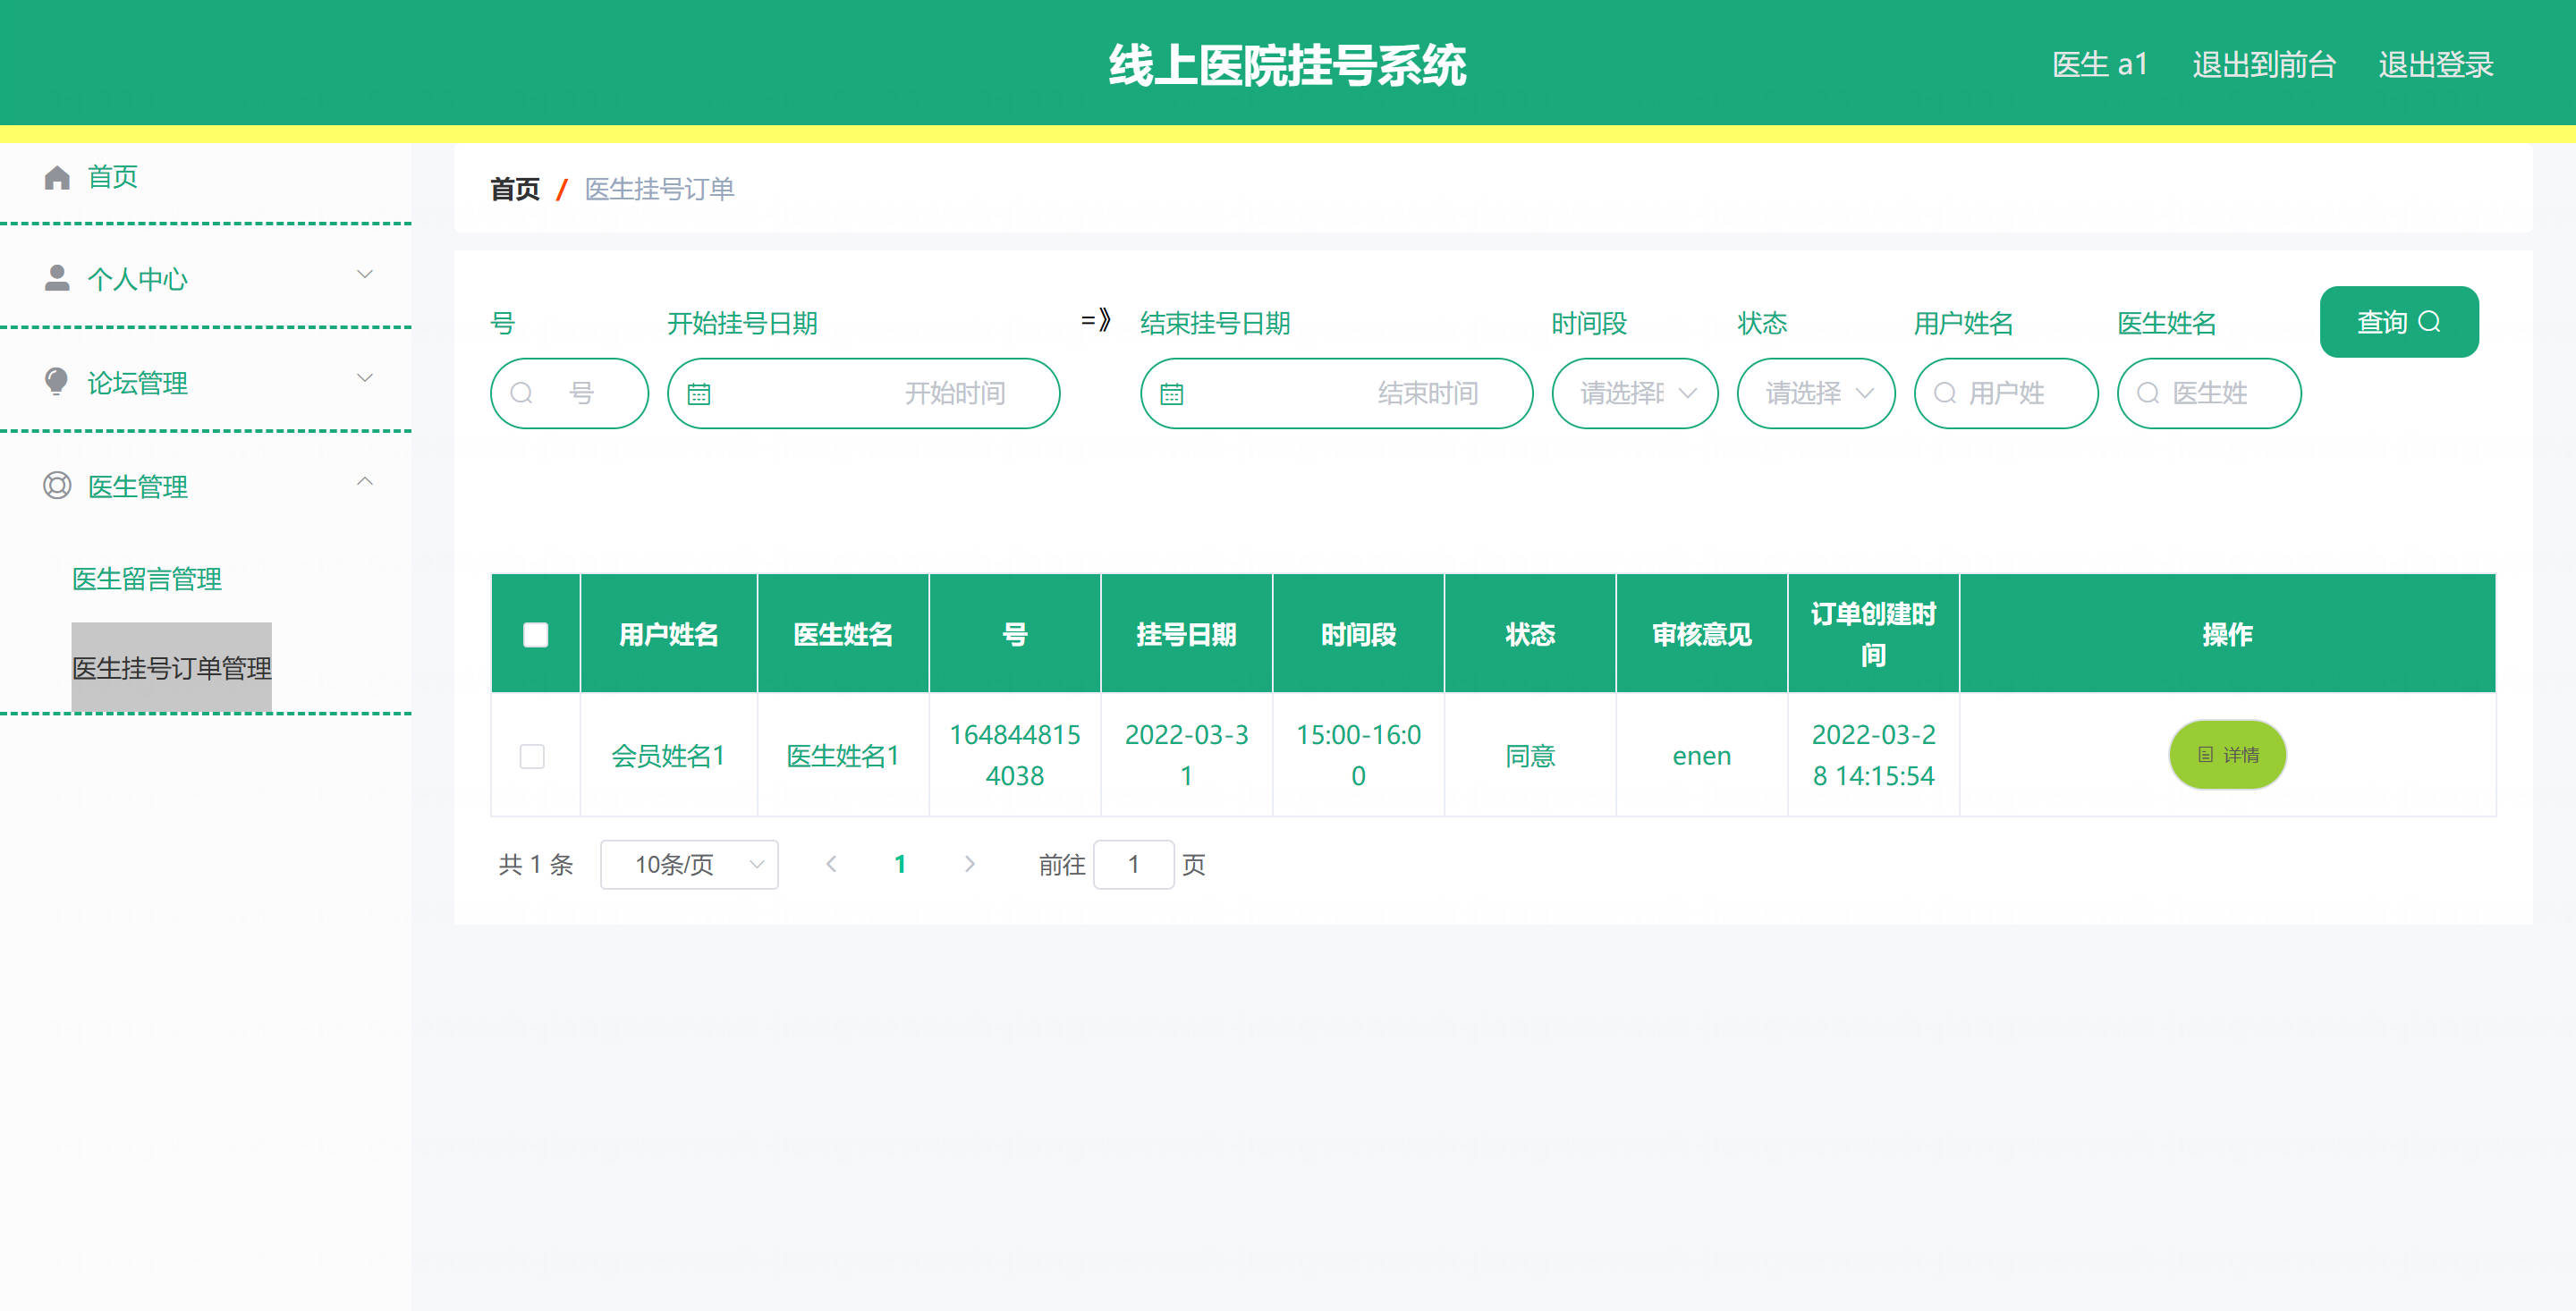 线上医院挂号系统
医生 a1 退出到前台 退出登录
首页
个人中心
论坛管理
医生管理
医生留言管理
医生挂号订单管理
首页 / 医生挂号订单
号 开始挂号日期 =》 结束挂号日期 时间段 状态 用户姓名 医生姓名 查询
号 开始时间 结束时间 请选择 请选择 用户姓 医生姓
用户姓名 医生姓名 号 挂号日期 时间段 状态 审核意见 订单创建时 操作
间
会员姓名1 医生姓名1 164844815 2022-03-3 15:00-16:0 同意 enen 2022-03-2 详情
4038 1 0 8 14:15:54
共 1 条 10条/页 1 前往 1 页